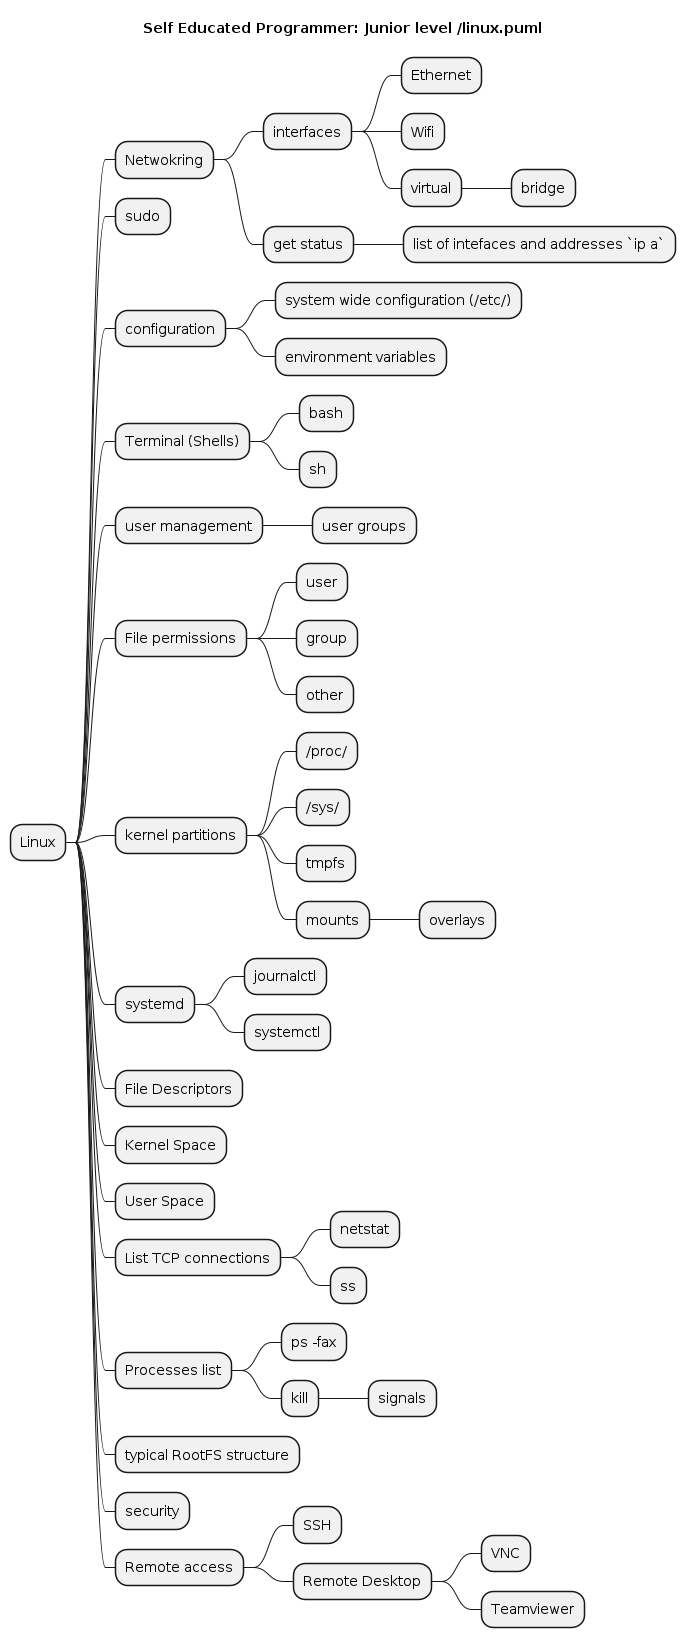 Self Educated Programmer: Junior level /linux.puml
Linux
Netwokring
interfaces
Ethernet
Wifi
virtual
bridge
get status
list of intefaces and addresses `ip a`
sudo
configuration
system wide configuration (/etc/)
environment variables
Terminal (Shells)
bash
sh
user management
user groups
File permissions
user
group
other
kernel partitions
/proc/
/sys/
tmpfs
mounts
overlays
systemd
journalctl
systemctl
File Descriptors
Kernel Space
User Space
List TCP connections
netstat
ss
Processes list
ps -fax
kill
signals
typical RootFS structure
security
Remote access
SSH
Remote Desktop
VNC
Teamviewer